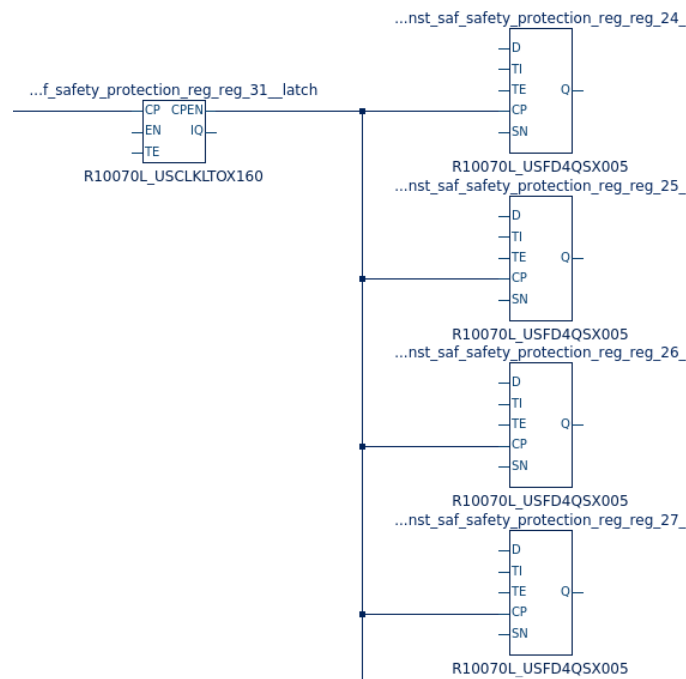 ...nst_saf_safety_protection_reg_reg_24_
D
TI
TE Q
CP
SN
R10070L_USFD4QSX005
...f_safety_protection_reg_reg_31__latch
CP CPEN
EN IQ
TE
R10070L_USCLKLTOX160
...nst_saf_safety_protection_reg_reg_25_
D
TI
TE Q
CP
SN
R10070L_USFD4QSX005
...nst_saf_safety_protection_reg_reg_26_
D
TI
TE Q
CP
SN
R10070L_USFD4QSX005
...nst_saf_safety_protection_reg_reg_27_
D
TI
TE Q
CP
SN
R10070L_USFD4QSX005